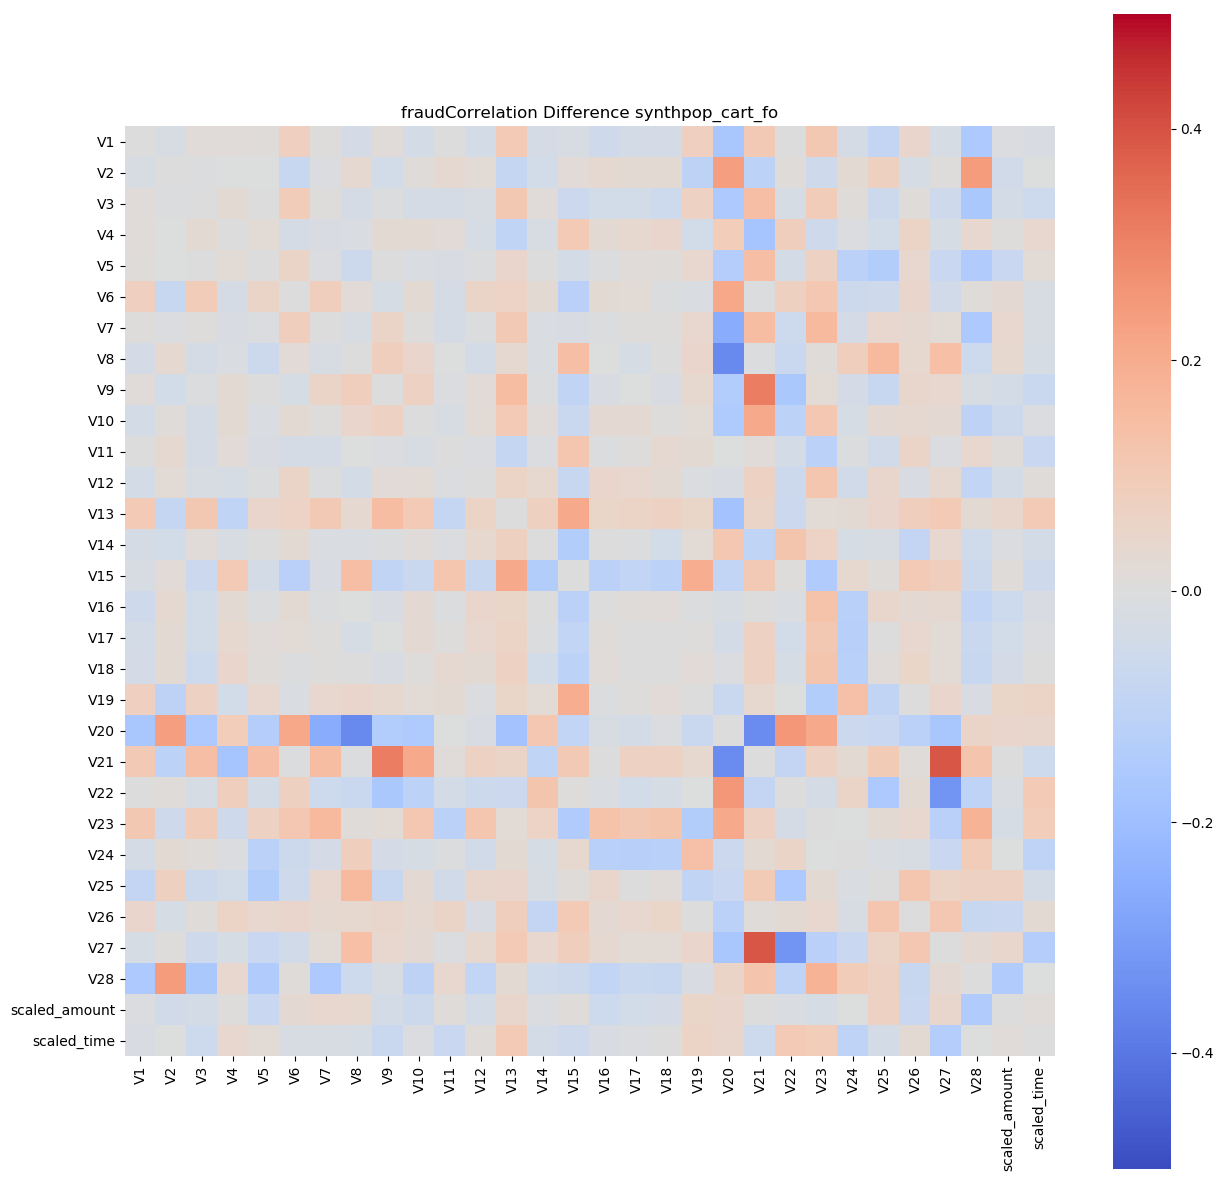 fraudCorrelation Difference synthpop_cart_fo
V1
V2
V3
V4
V5
V6
V7
V8
V9
V10
V11
V12
V13
V14
V15
V16
V17
V18
V19
V20
V21
V22
V23
V24
V25
V26
V27
V28
scaled_amount
scaled_time
V1
V2
V3
V4
V5
V6
V7
V8
V9
V10
V11
V12
V13
V14
V15
V16
V17
V18
V19
V20
V21
V22
V23
V24
V25
V26
V27
V28
scaled_amount
scaled_time
0.4
0.2
0.0
−0.2
−0.4